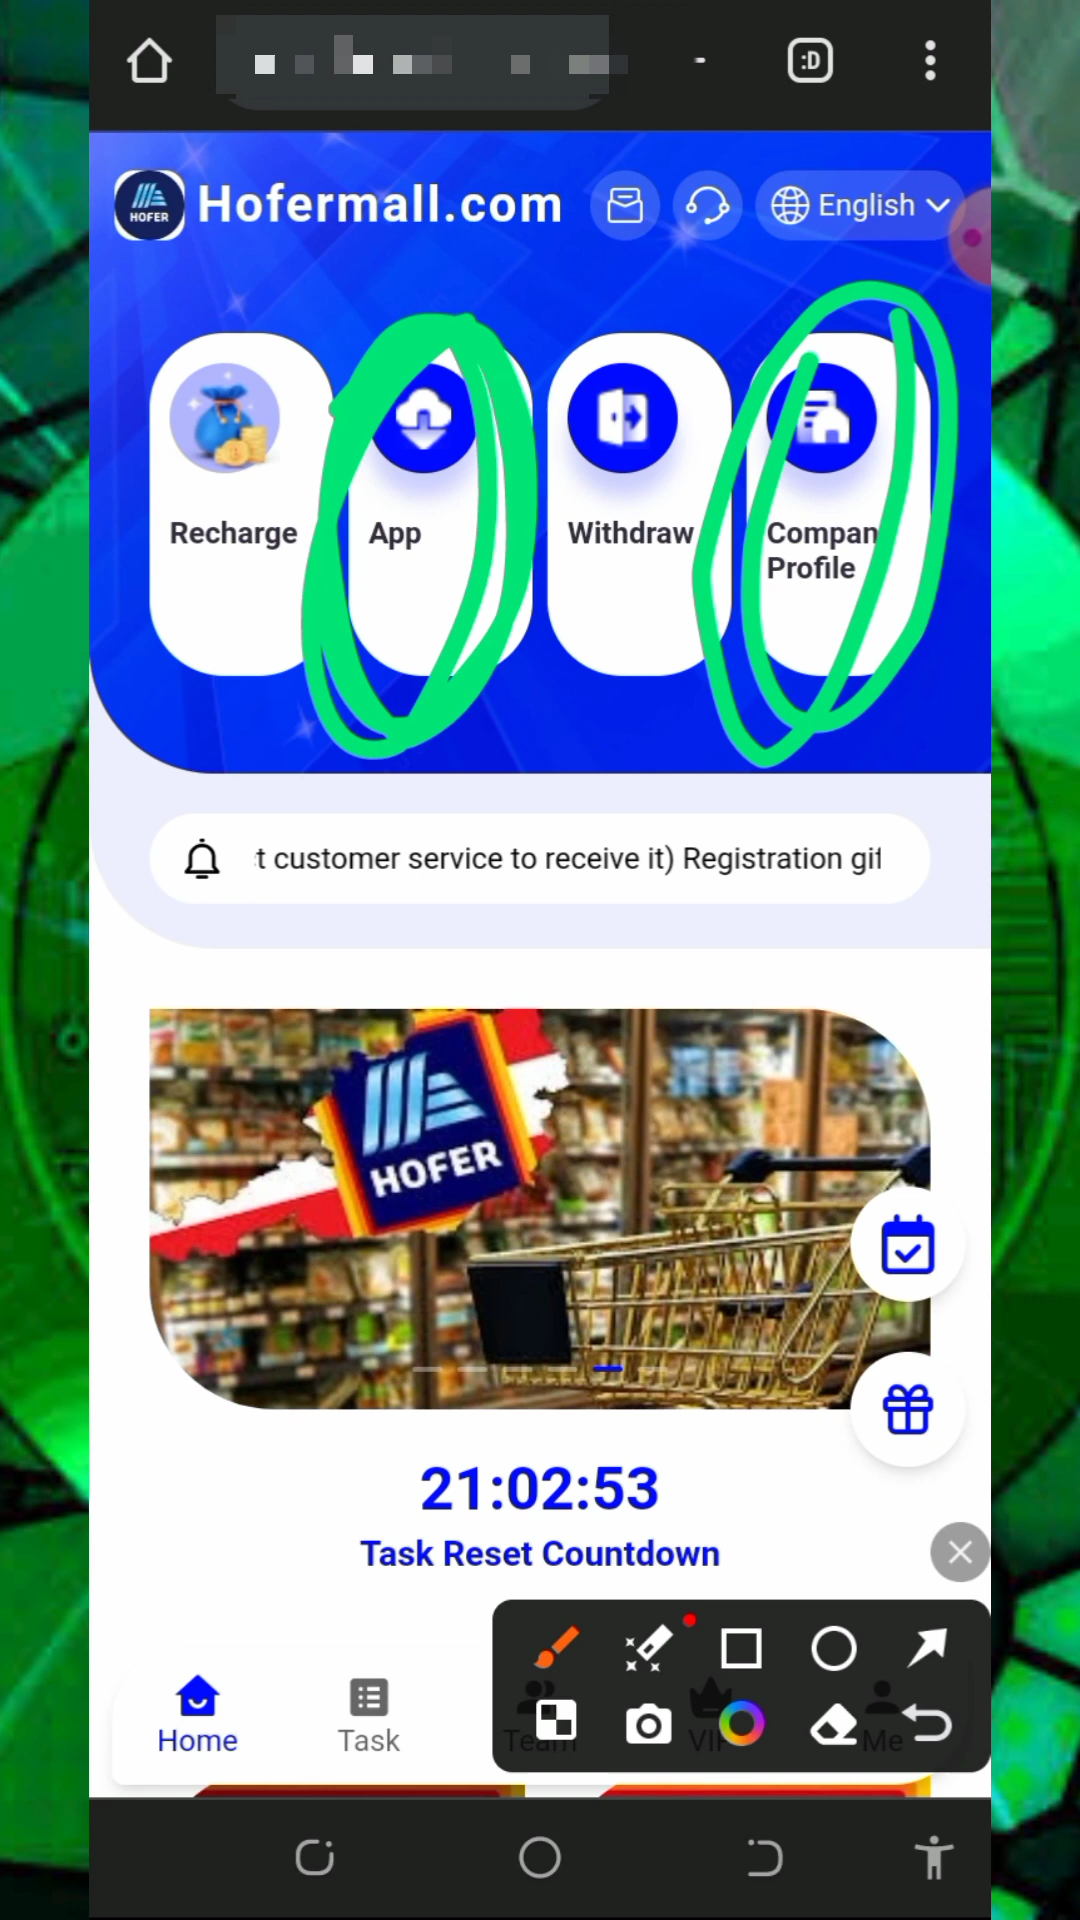 :D
HOFER
Hofermall.com
English
Recharge
App
Withdraw
Compan
Profile
t customer service to receive it) Registration gif
HOFER
21:02:53
Task Reset Countdown
Home
Task
Team
VIP
Me